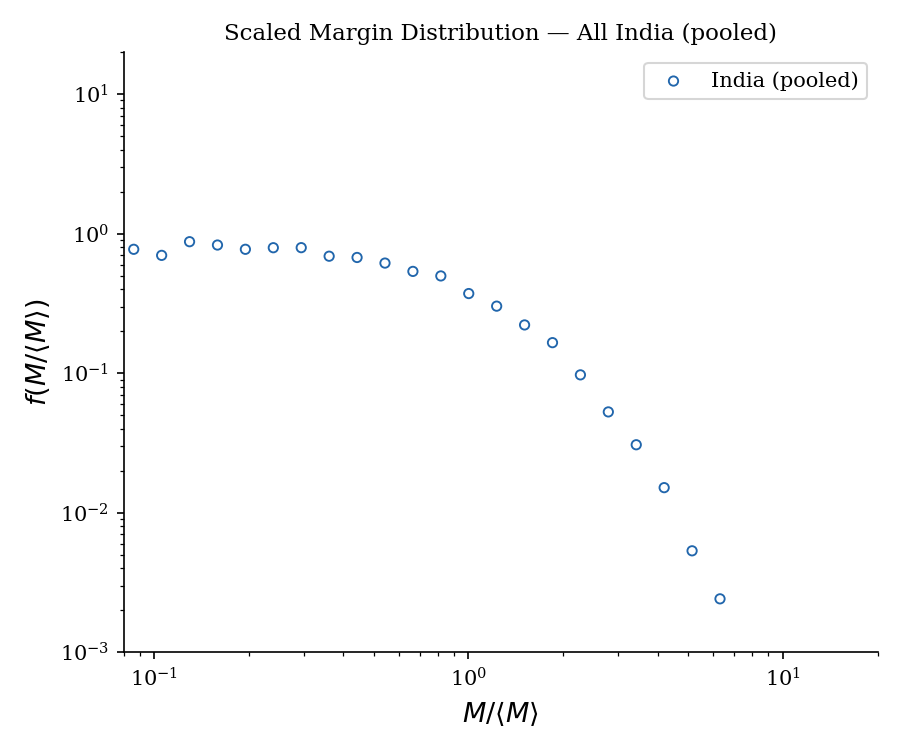 Scaled Margin Distribution — All India (pooled)
India (pooled)
f(M/⟨M⟩)
10¹
10⁰
10⁻¹
10⁻²
10⁻³
10⁻¹
10⁰
10¹
M/⟨M⟩